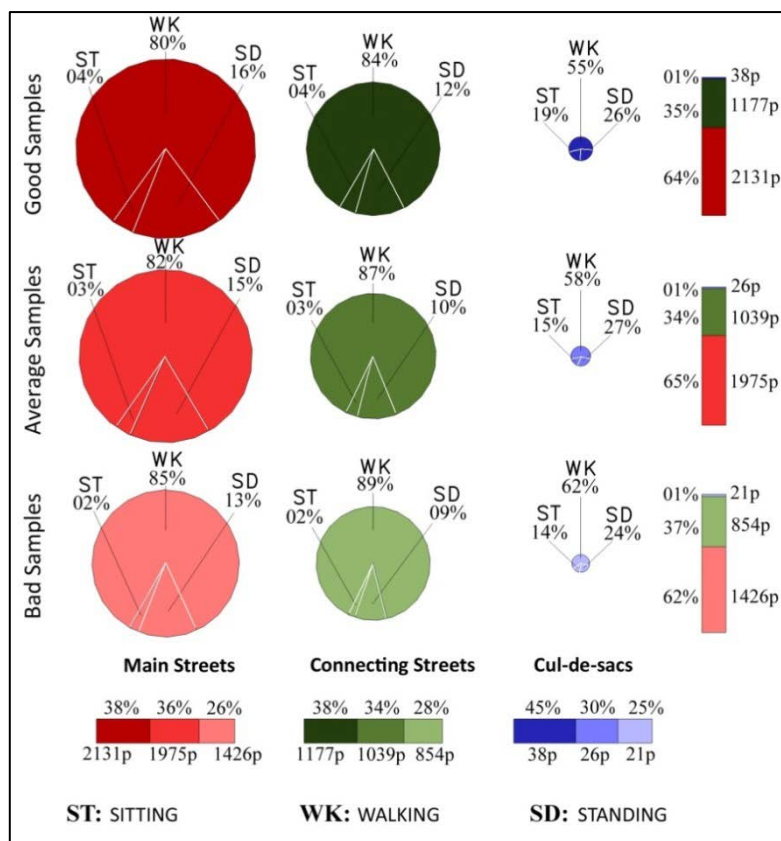 Good Samples
WK
80%
ST
04%
SD
16%
WK
84%
ST
04%
SD
12%
WK
55%
ST
19%
SD
26%
01%
38p
35%
1177p
64%
2131p
Average Samples
WK
82%
ST
03%
SD
15%
WK
87%
ST
03%
SD
10%
WK
58%
ST
15%
SD
27%
01%
26p
34%
1039p
65%
1975p
Bad Samples
WK
85%
ST
02%
SD
13%
WK
89%
ST
02%
SD
09%
WK
62%
ST
14%
SD
24%
01%
21p
37%
854p
62%
1426p
Main Streets
38% 36% 26%
2131p 1975p 1426p
Connecting Streets
38% 34% 28%
1177p 1039p 854p
Cul-de-sacs
45% 30% 25%
38p 26p 21p
ST: SITTING
WK: WALKING
SD: STANDING